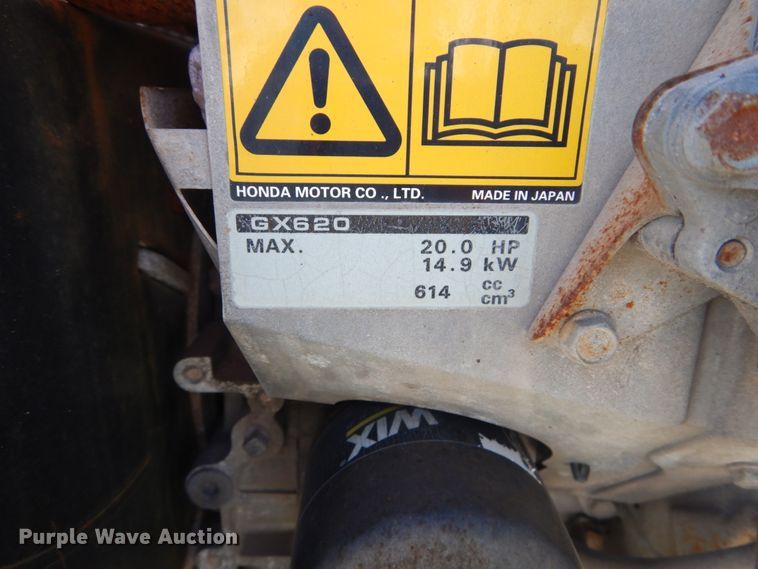 HONDA MOTOR CO., LTD. MADE IN JAPAN
GX620
MAX. 20.0 HP
14.9 kW
614 cc
cm³
WIX
Purple Wave Auction